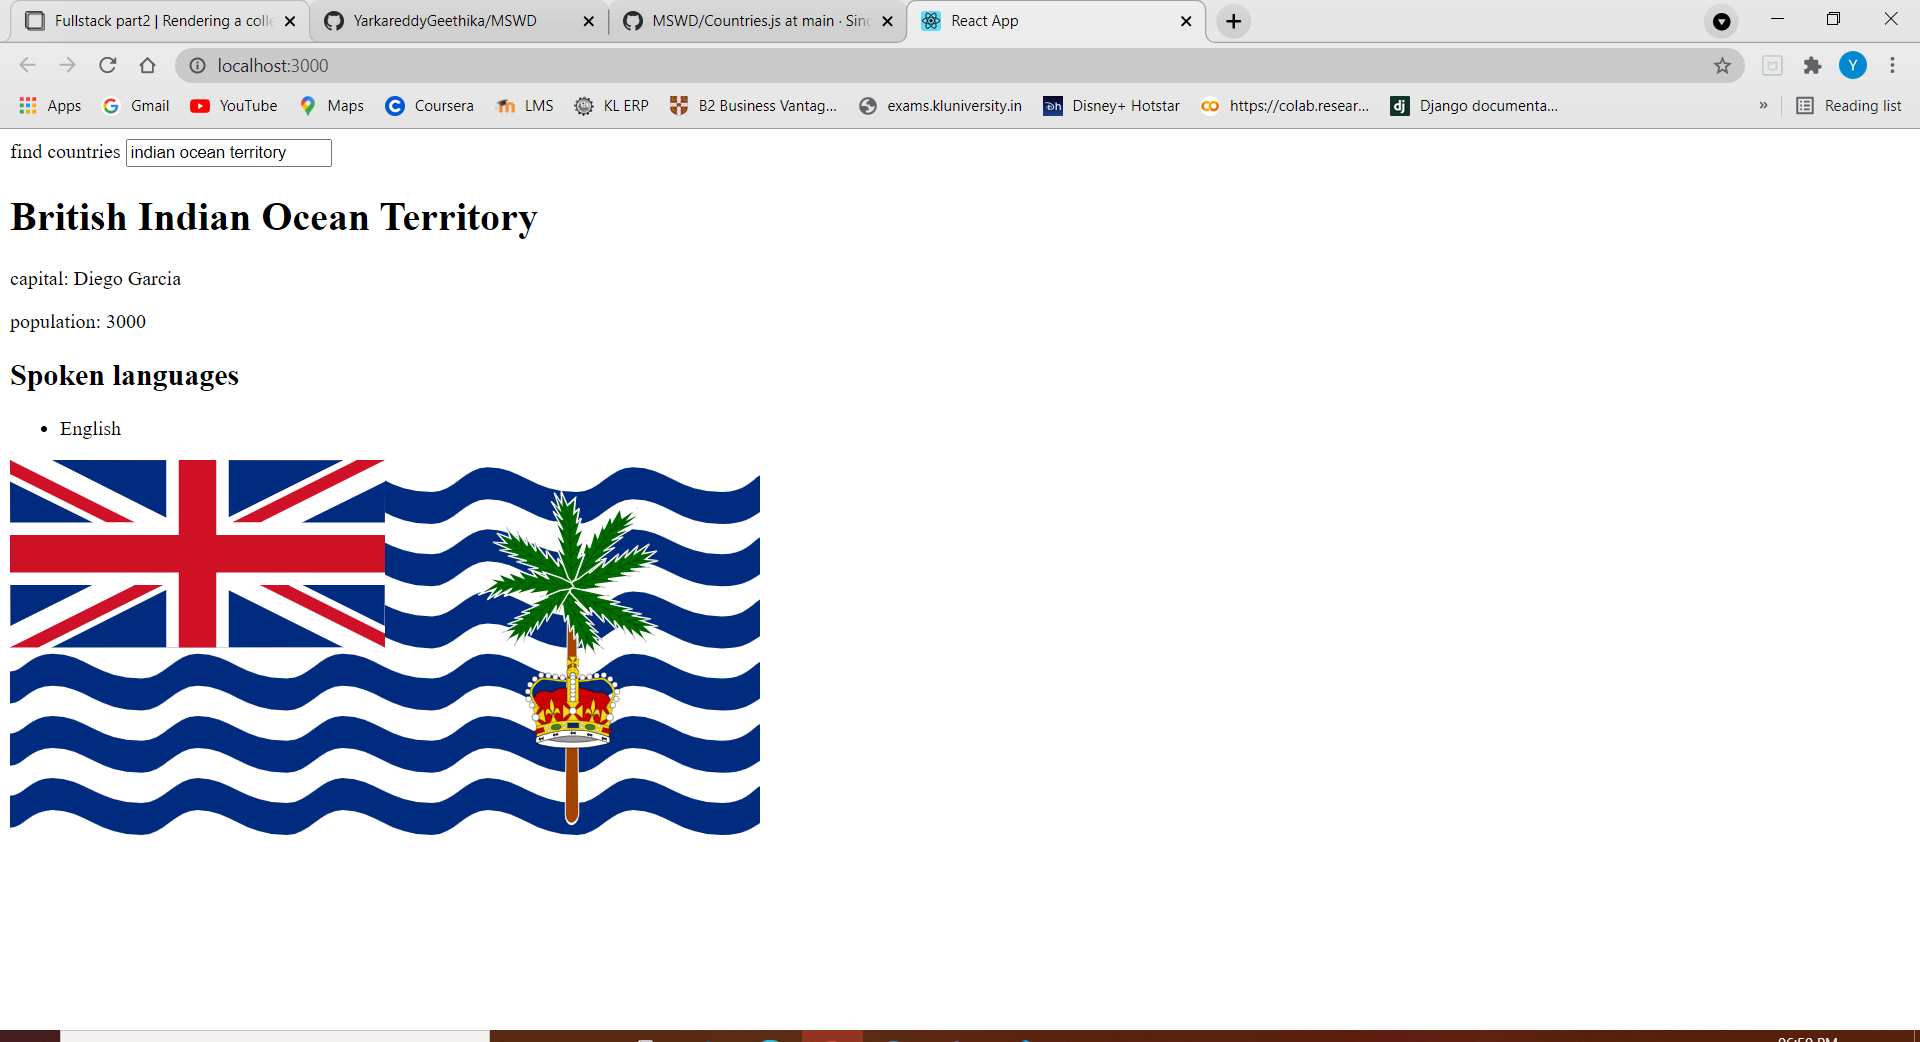 Fullstack part2 | Rendering a colle
YarkareddyGeethika/MSWD
MSWD/Countries.js at main · Sind
React App
localhost:3000
Y
Apps
Gmail
YouTube
Maps
Coursera
LMS
KL ERP
B2 Business Vantag...
exams.kluniversity.in
Disney+ Hotstar
https://colab.resear...
dj
Django documenta...
»
Reading list
find countries indian ocean territory
British Indian Ocean Territory
capital: Diego Garcia
population: 3000
Spoken languages
• English